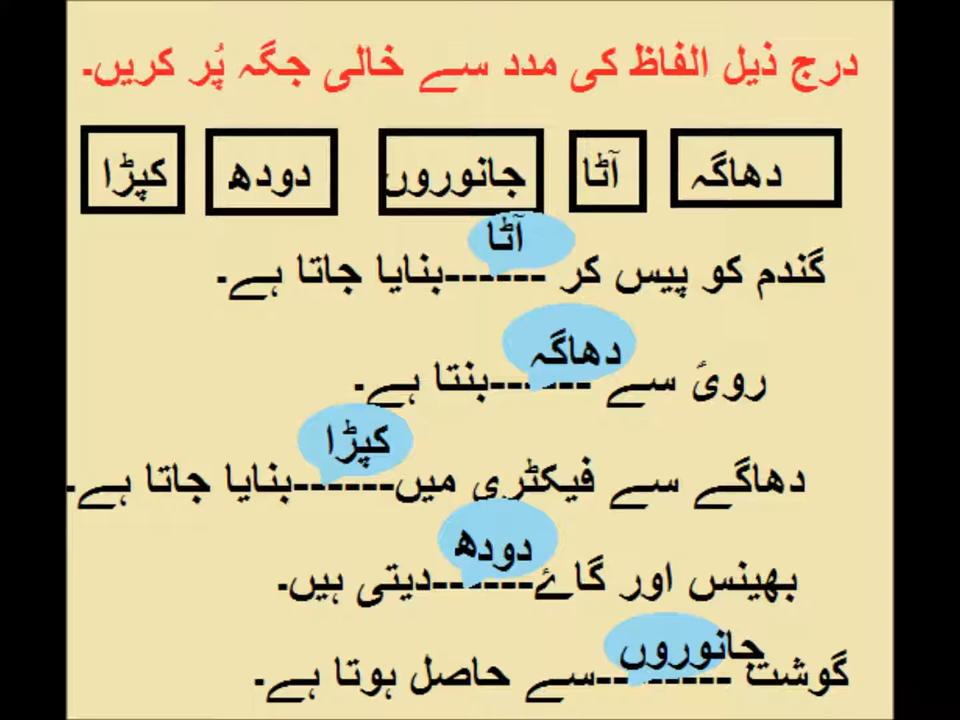 درج ذیل الفاظ کی مدد سے خالی جگہ پُر کریں۔
دھاگہ آٹا جانوروں دودھ کپڑا
آٹا
گندم کو پیس کر ------بنایا جاتا ہے۔
دھاگہ
روئ سے ------بنتا ہے۔
کپڑا
دھاگے سے فیکٹری میں------بنایا جاتا ہے۔
دودھ
بھینس اور گاۓ------دیتی ہیں۔
جانوروں
گوشت --------سے حاصل ہوتا ہے۔